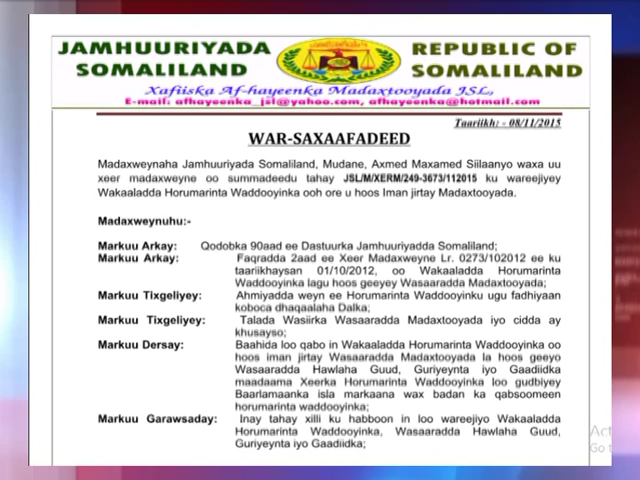 JAMHUURIYADA SOMALILAND
REPUBLIC OF SOMALILAND
Xafiiska Af-hayeenka Madaxtooyada JSL,
E-mail: afhayeenka_jsl@yahoo.com, afhayeenka@hotmail.com
Taariikh: - 08/11/2015
WAR-SAXAAFADEED
Madaxweynaha Jamhuuriyada Somaliland, Mudane, Axmed Maxamed Siilaanyo waxa uu
xeer madaxweyne oo summadeedu tahay JSL/M/XERM/249-3673/112015 ku wareejiyey
Wakaaladda Horumarinta Waddooyinka ooh ore u hoos Iman jirtay Madaxtooyada.
Madaxweynuhu:-
Markuu Arkay: Qodobka 90aad ee Dastuurka Jamhuuriyadda Somaliland;
Markuu Arkay: Faqradda 2aad ee Xeer Madaxweyne Lr. 0273/102012 ee ku
taariikhaysan 01/10/2012, oo Wakaaladda Horumarinta
Waddooyinka lagu hoos geeyey Wasaaradda Madaxtooyada;
Markuu Tixgeliyey: Ahmiyadda weyn ee Horumarinta Waddooyinku ugu fadhiyaan
koboca dhaqaalaha Dalka;
Markuu Tixgeliyey: Talada Wasiirka Wasaaradda Madaxtooyada iyo cidda ay
khusayso;
Markuu Dersay: Baahida loo qabo in Wakaaladda Horumarinta Waddooyinka oo
hoos iman jirtay Wasaaradda Madaxtooyada la hoos geeyo
Wasaaradda Hawlaha Guud, Guriyeynta iyo Gaadiidka
maadaama Xeerka Horumarinta Waddooyinka loo gudbiyey
Baarlamaanka isla markaana wax badan ka qabsoomeen
horumarinta waddooyinka;
Markuu Garawsaday: Inay tahay xilli ku habboon in loo wareejiyo Wakaaladda
Horumarinta Waddooyinka, Wasaaradda Hawlaha Guud,
Guriyeynta iyo Gaadiidka;
Act
Go t